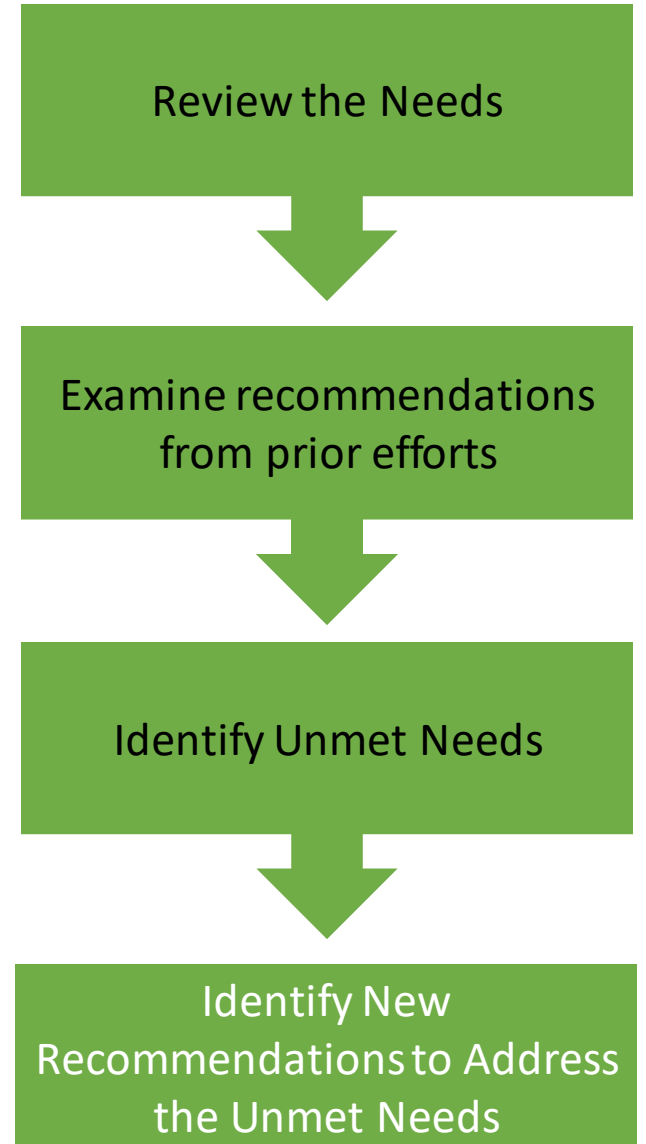 Review the Needs
Examine recommendations
from prior efforts
Identify Unmet Needs
Identify New
Recommendations to Address
the Unmet Needs